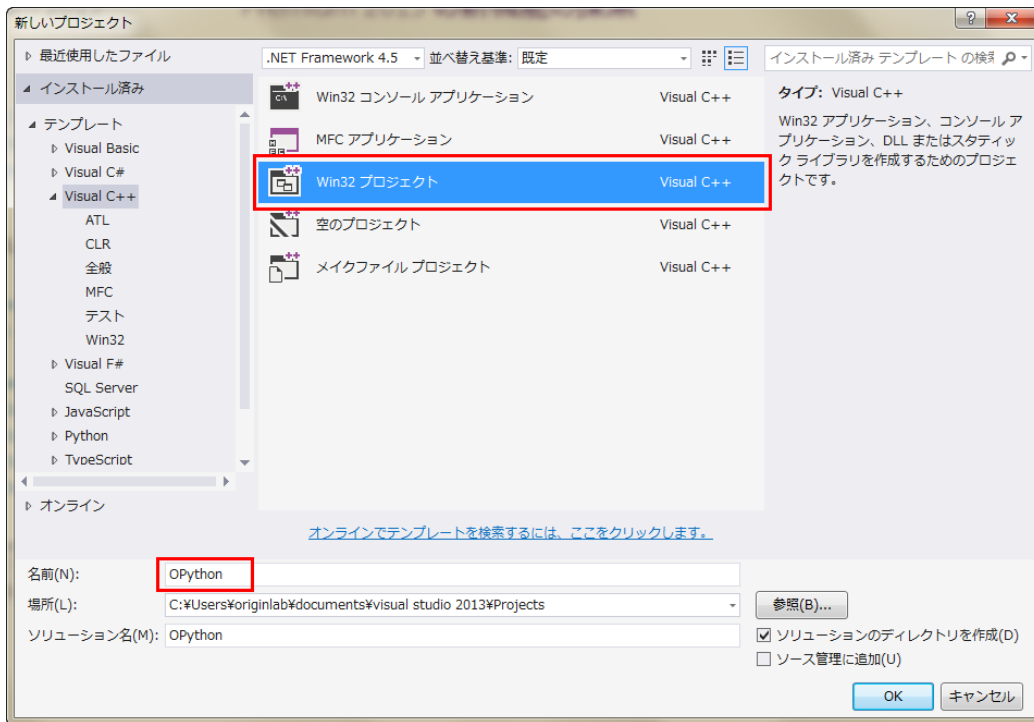 新しいプロジェクト
最近使用したファイル
.NET Framework 4.5 並べ替え基準: 既定
インストール済み テンプレート の検
インストール済み
テンプレート
Visual Basic
Visual C#
Visual C++
ATL
CLR
全般
MFC
テスト
Win32
Visual F#
SQL Server
JavaScript
Python
TypeScript
オンライン
Win32 コンソール アプリケーション Visual C++
MFC アプリケーション Visual C++
Win32 プロジェクト Visual C++
空のプロジェクト Visual C++
メイクファイル プロジェクト Visual C++
オンラインでテンプレートを検索するには、ここをクリックします。
タイプ: Visual C++
Win32 アプリケーション、コンソール ア
プリケーション、DLL またはスタティッ
ク ライブラリを作成するためのプロジェ
クトです。
名前(N): OPython
場所(L): C:¥Users¥originlab¥documents¥visual studio 2013¥Projects 参照(B)...
ソリューション名(M): OPython
ソリューションのディレクトリを作成(D)
ソース管理に追加(U)
OK キャンセル